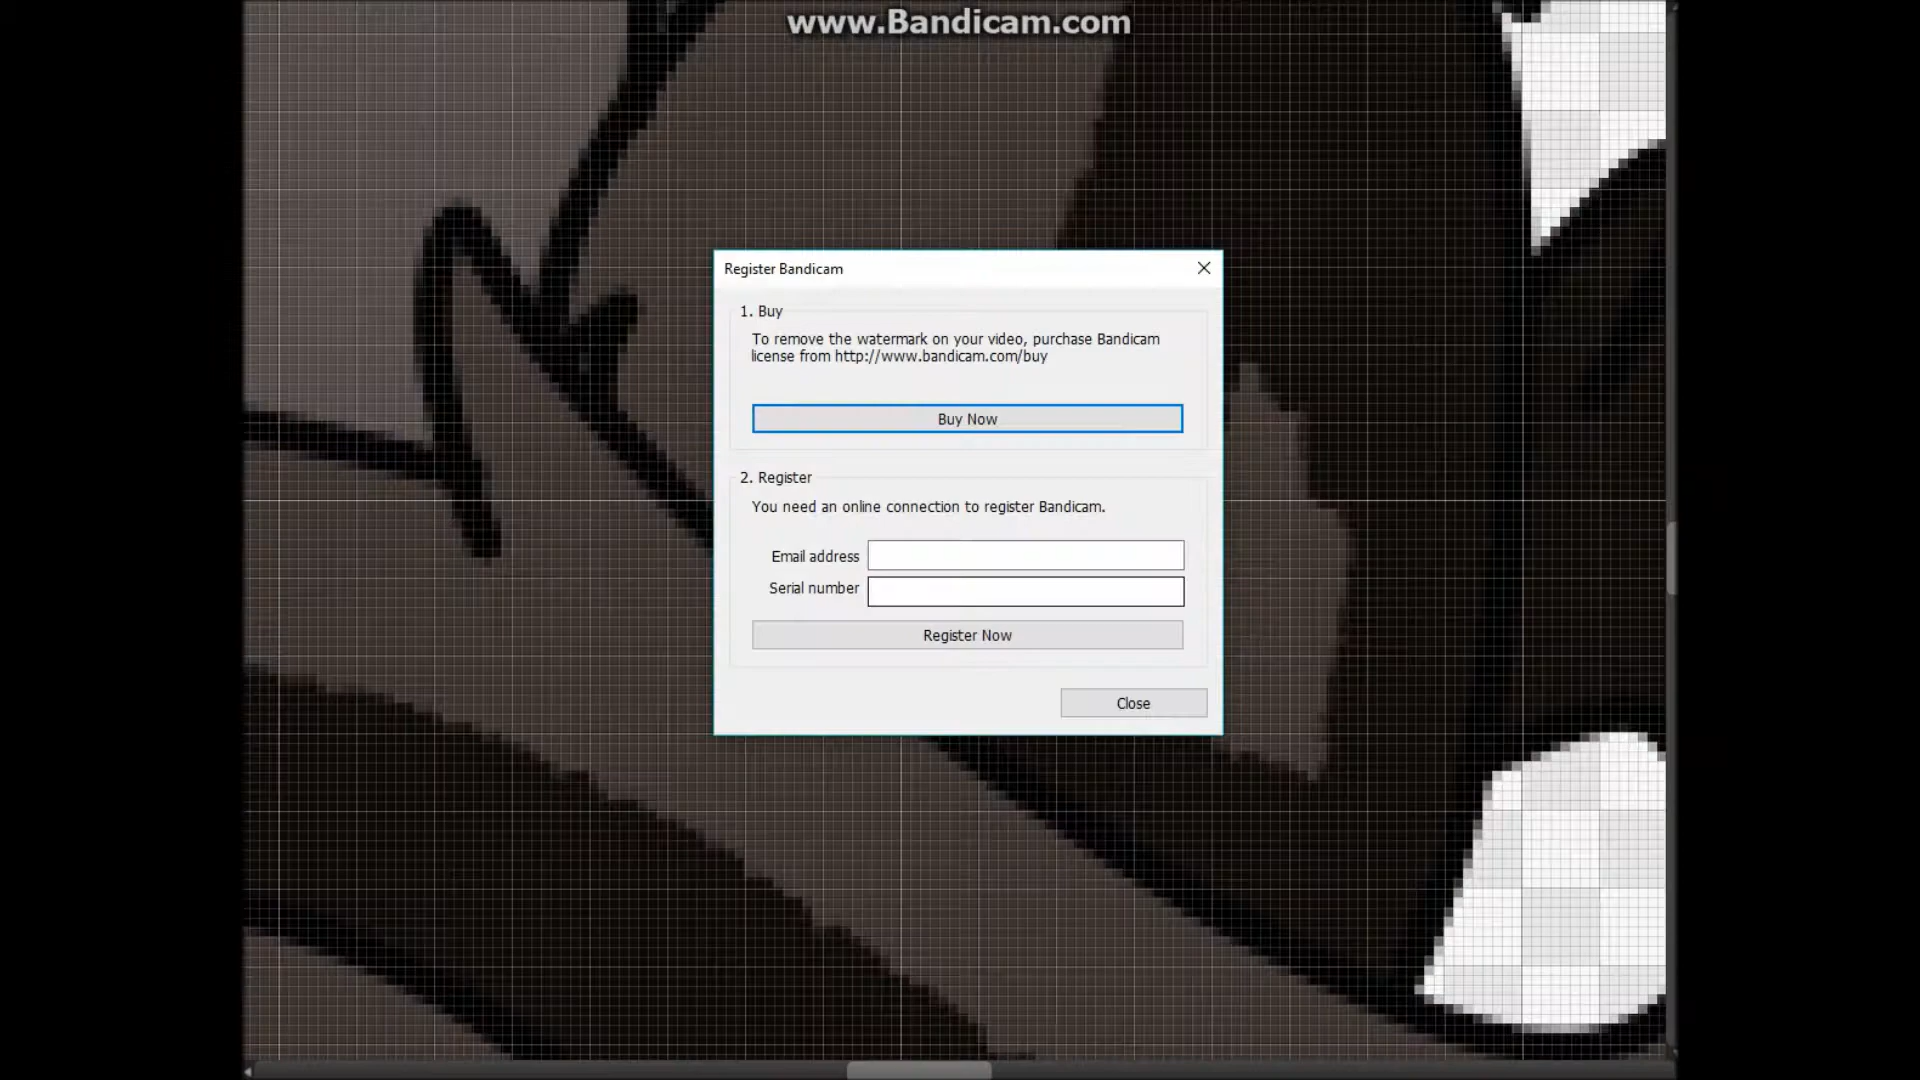 www.Bandicam.com
Register Bandicam
1. Buy
To remove the watermark on your video, purchase Bandicam
license from http://www.bandicam.com/buy
Buy Now
2. Register
You need an online connection to register Bandicam.
Email address
Serial number
Register Now
Close